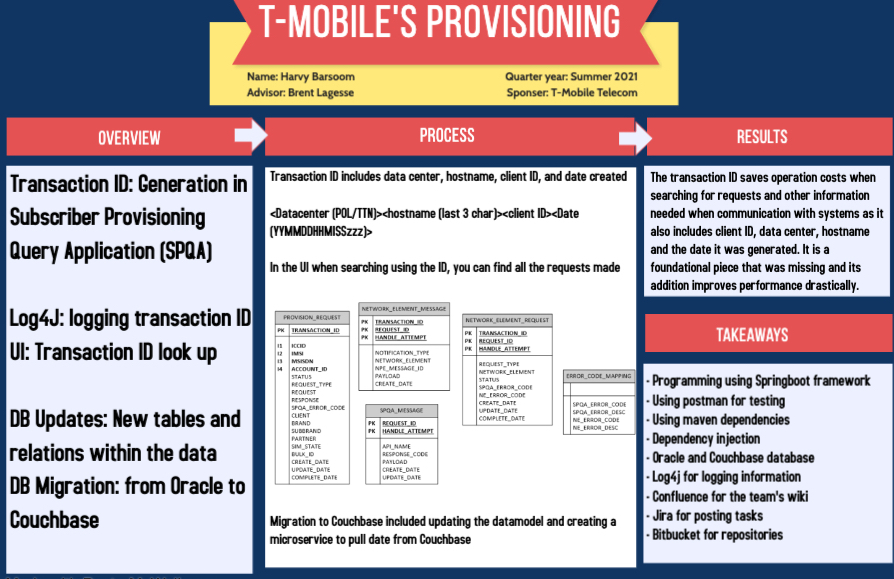 T-MOBILE'S PROVISIONING
Name: Harvy Barsoom
Advisor: Brent Lagesse
Quarter year: Summer 2021
Sponser: T-Mobile Telecom
OVERVIEW
Transaction ID: Generation in
Subscriber Provisioning
Query Application (SPQA)
Log4J: logging transaction ID
UI: Transaction ID look up
DB Updates: New tables and
relations within the data
DB Migration: from Oracle to
Couchbase
PROCESS
Transaction ID includes data center, hostname, client ID, and date created
<Datacenter (POL/TTN)><hostname (last 3 char)><client ID><Date
(YYMMDDHHMISSzzz)>
In the UI when searching using the ID, you can find all the requests made
PROVISION_REQUEST
PK TRANSACTION_ID
I1 ICCID
I2 IMSI
I3 MSISDN
I4 ACCOUNT_ID
STATUS
REQUEST_TYPE
REQUEST
RESPONSE
SPQA_ERROR_CODE
CLIENT
BRAND
SUBBRAND
PARTNER
SIM_STATE
BULK_ID
CREATE_DATE
UPDATE_DATE
COMPLETE_DATE
NETWORK_ELEMENT_MESSAGE
PK TRANSACTION_ID
PK REQUEST_ID
PK HANDLE_ATTEMPT
NOTIFICATION_TYPE
NETWORK_ELEMENT
NPE_MESSAGE_ID
PAYLOAD
CREATE_DATE
SPQA_MESSAGE
PK REQUEST_ID
PK HANDLE_ATTEMPT
API_NAME
RESPONSE_CODE
PAYLOAD
CREATE_DATE
UPDATE_DATE
NETWORK_ELEMENT_REQUEST
PK TRANSACTION_ID
PK REQUEST_ID
PK HANDLE_ATTEMPT
REQUEST_TYPE
NETWORK_ELEMENT
STATUS
SPQA_ERROR_CODE
NE_ERROR_CODE
CREATE_DATE
UPDATE_DATE
COMPLETE_DATE
ERROR_CODE_MAPPING
SPQA_ERROR_CODE
SPQA_ERROR_DESC
NE_ERROR_CODE
NE_ERROR_DESC
Migration to Couchbase included updating the datamodel and creating a
microservice to pull date from Couchbase
RESULTS
The transaction ID saves operation costs when
searching for requests and other information
needed when communication with systems as it
also includes client ID, data center, hostname
and the date it was generated. It is a
foundational piece that was missing and its
addition improves performance drastically.
TAKEAWAYS
- Programming using Springboot framework
- Using postman for testing
- Using maven dependencies
- Dependency injection
- Oracle and Couchbase database
- Log4j for logging information
- Confluence for the team's wiki
- Jira for posting tasks
- Bitbucket for repositories